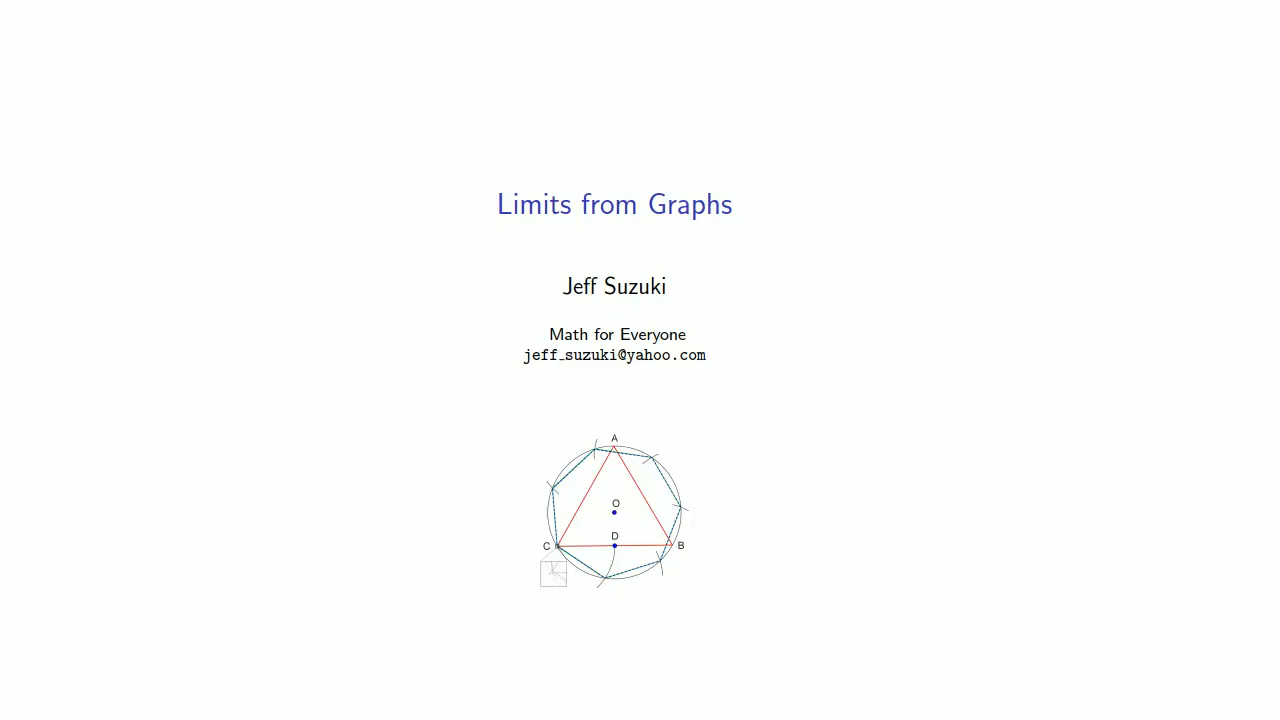 Limits from Graphs
Jeff Suzuki
Math for Everyone
jeff_suzuki@yahoo.com
A
O
D
C
B